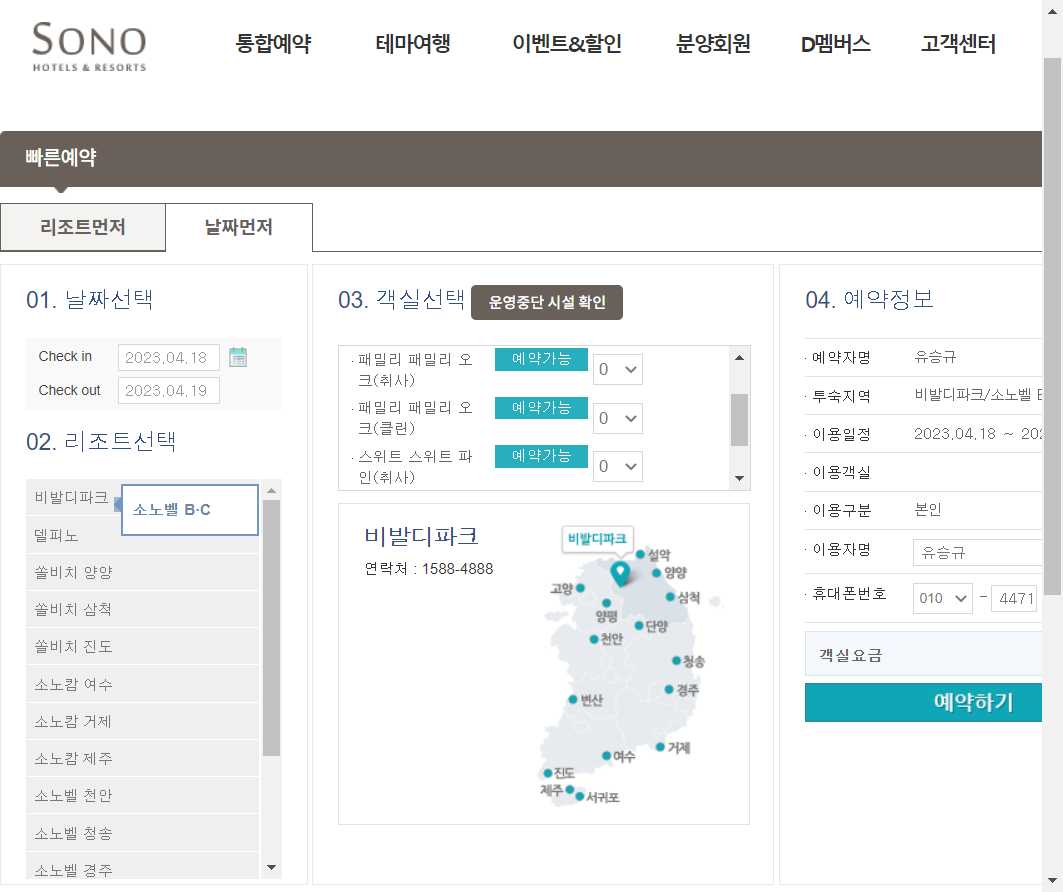 SONO
HOTELS & RESORTS
통합예약 테마여행 이벤트&할인 분양회원 D멤버스 고객센터
빠른예약
리조트먼저 날짜먼저
01. 날짜선택
Check in 2023.04.18
Check out 2023.04.19
02. 리조트선택
비발디파크
소노벨 B·C
델피노
쏠비치 양양
쏠비치 삼척
쏠비치 진도
소노캄 여수
소노캄 거제
소노캄 제주
소노벨 천안
소노벨 청송
소노벨 경주
03. 객실선택 운영중단 시설 확인
· 패밀리 패밀리 오 예약가능 0
크(취사)
· 패밀리 패밀리 오 예약가능 0
크(클린)
· 스위트 스위트 파 예약가능 0
인(취사)
비발디파크
연락처 : 1588-4888
비발디파크
설악
양양
고양
삼척
양평
단양
천안
청송
경주
변산
거제
여수
진도
제주
서귀포
04. 예약정보
· 예약자명 유승규
· 투숙지역 비발디파크/소노벨
· 이용일정 2023.04.18 ~
· 이용객실
· 이용구분 본인
· 이용자명 유승규
· 휴대폰번호 010 - 4471
객실요금
예약하기